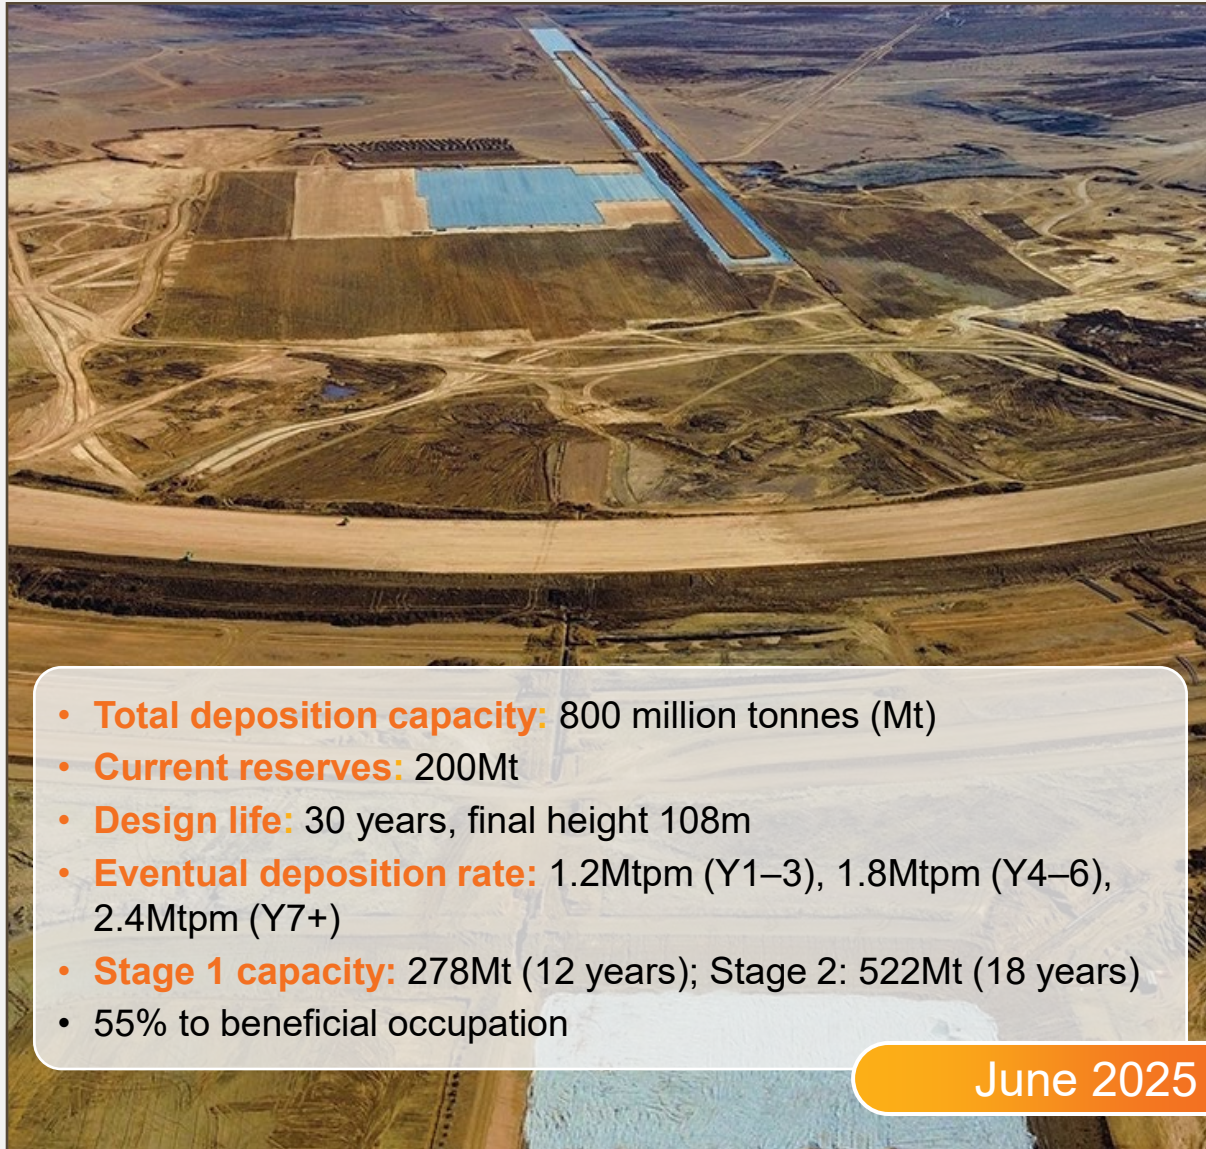 • Total deposition capacity: 800 million tonnes (Mt)
• Current reserves: 200Mt
• Design life: 30 years, final height 108m
• Eventual deposition rate: 1.2Mtpm (Y1–3), 1.8Mtpm (Y4–6),
2.4Mtpm (Y7+)
• Stage 1 capacity: 278Mt (12 years); Stage 2: 522Mt (18 years)
• 55% to beneficial occupation
June 2025